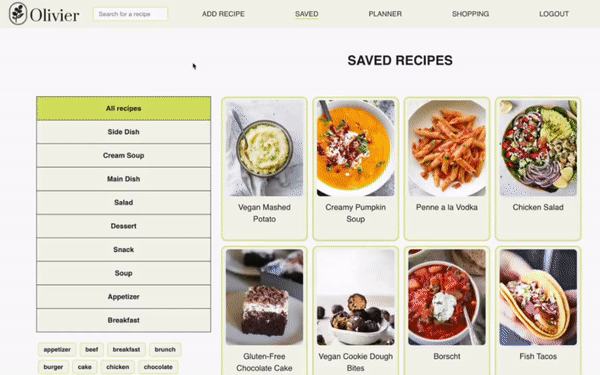 Olivier
Search for a recipe
ADD RECIPE
SAVED
PLANNER
SHOPPING
LOGOUT
SAVED RECIPES
All recipes
Side Dish
Cream Soup
Main Dish
Salad
Dessert
Snack
Soup
Appetizer
Breakfast
appetizer beef breakfast brunch
burger cake chicken chocolate
Vegan Mashed
Potato
Creamy Pumpkin
Soup
Penne a la Vodka
Chicken Salad
Gluten-Free
Chocolate Cake
Vegan Cookie Dough
Bites
Borscht
Fish Tacos